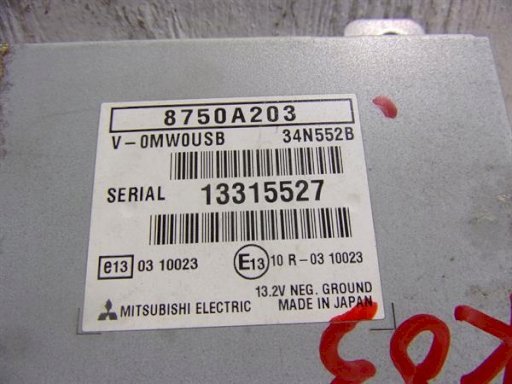 8750A203
V-0MW0USB 34N552B
SERIAL 13315527
e13 03 10023 E13 10 R-03 10023
13.2V NEG. GROUND
MITSUBISHI ELECTRIC MADE IN JAPAN